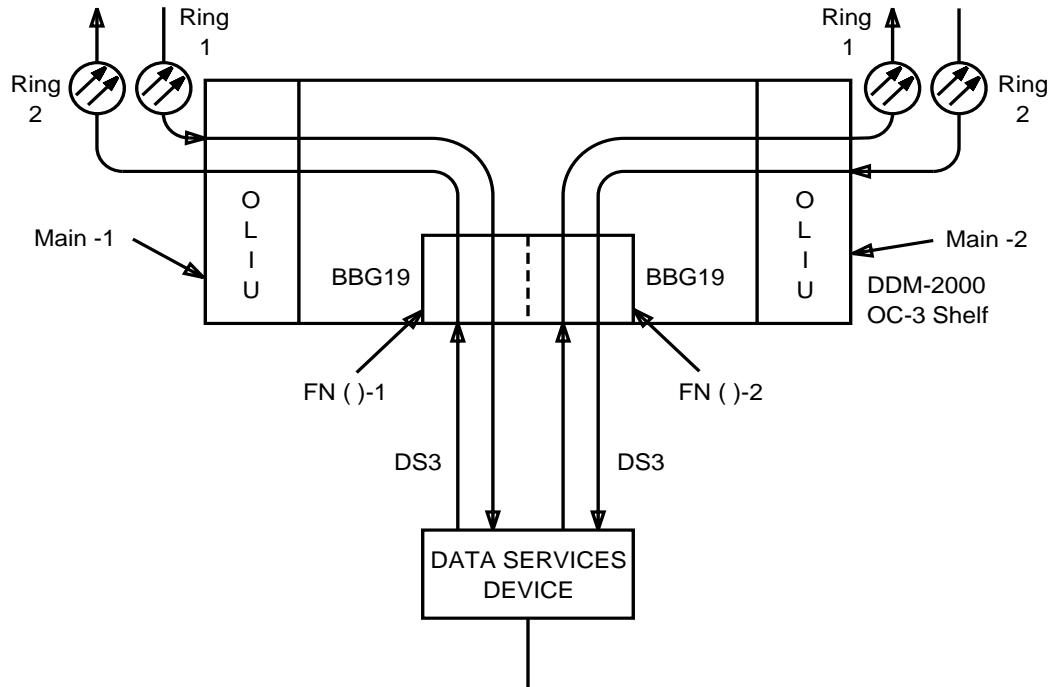 Ring
1
Ring
1
Ring
2
Ring
2
O
L
I
U
O
L
I
U
Main -1
Main -2
BBG19
BBG19
DDM-2000
OC-3 Shelf
FN ( )-1
FN ( )-2
DS3
DS3
DATA SERVICES
DEVICE